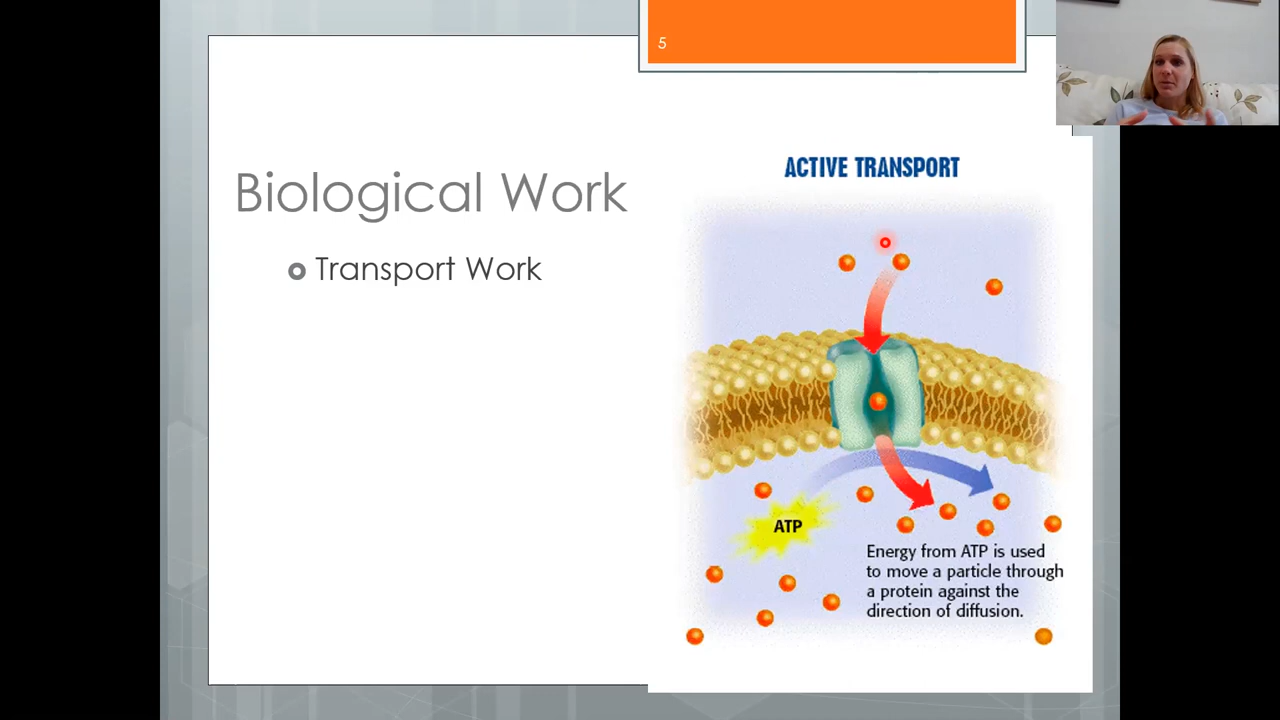 5
Biological Work
Transport Work
ACTIVE TRANSPORT
ATP
Energy from ATP is used
to move a particle through
a protein against the
direction of diffusion.